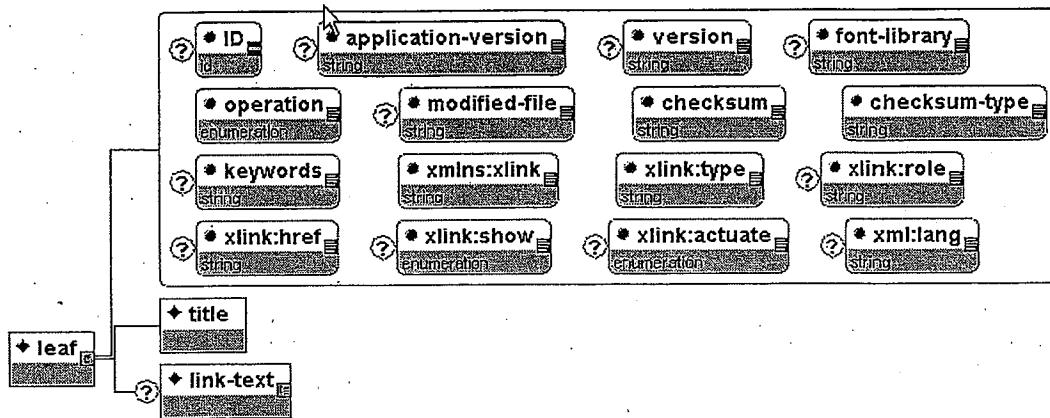 ? ID ? application-version ? version ? font-library
id string string string
operation ? modified-file checksum checksum-type
enumeration string string string
? keywords xmlns:xlink xlink:type ? xlink:role
string string string string
? xlink:href ? xlink:show ? xlink:actuate ? xml:lang
string enumeration enumeration string
title
leaf
? link-text